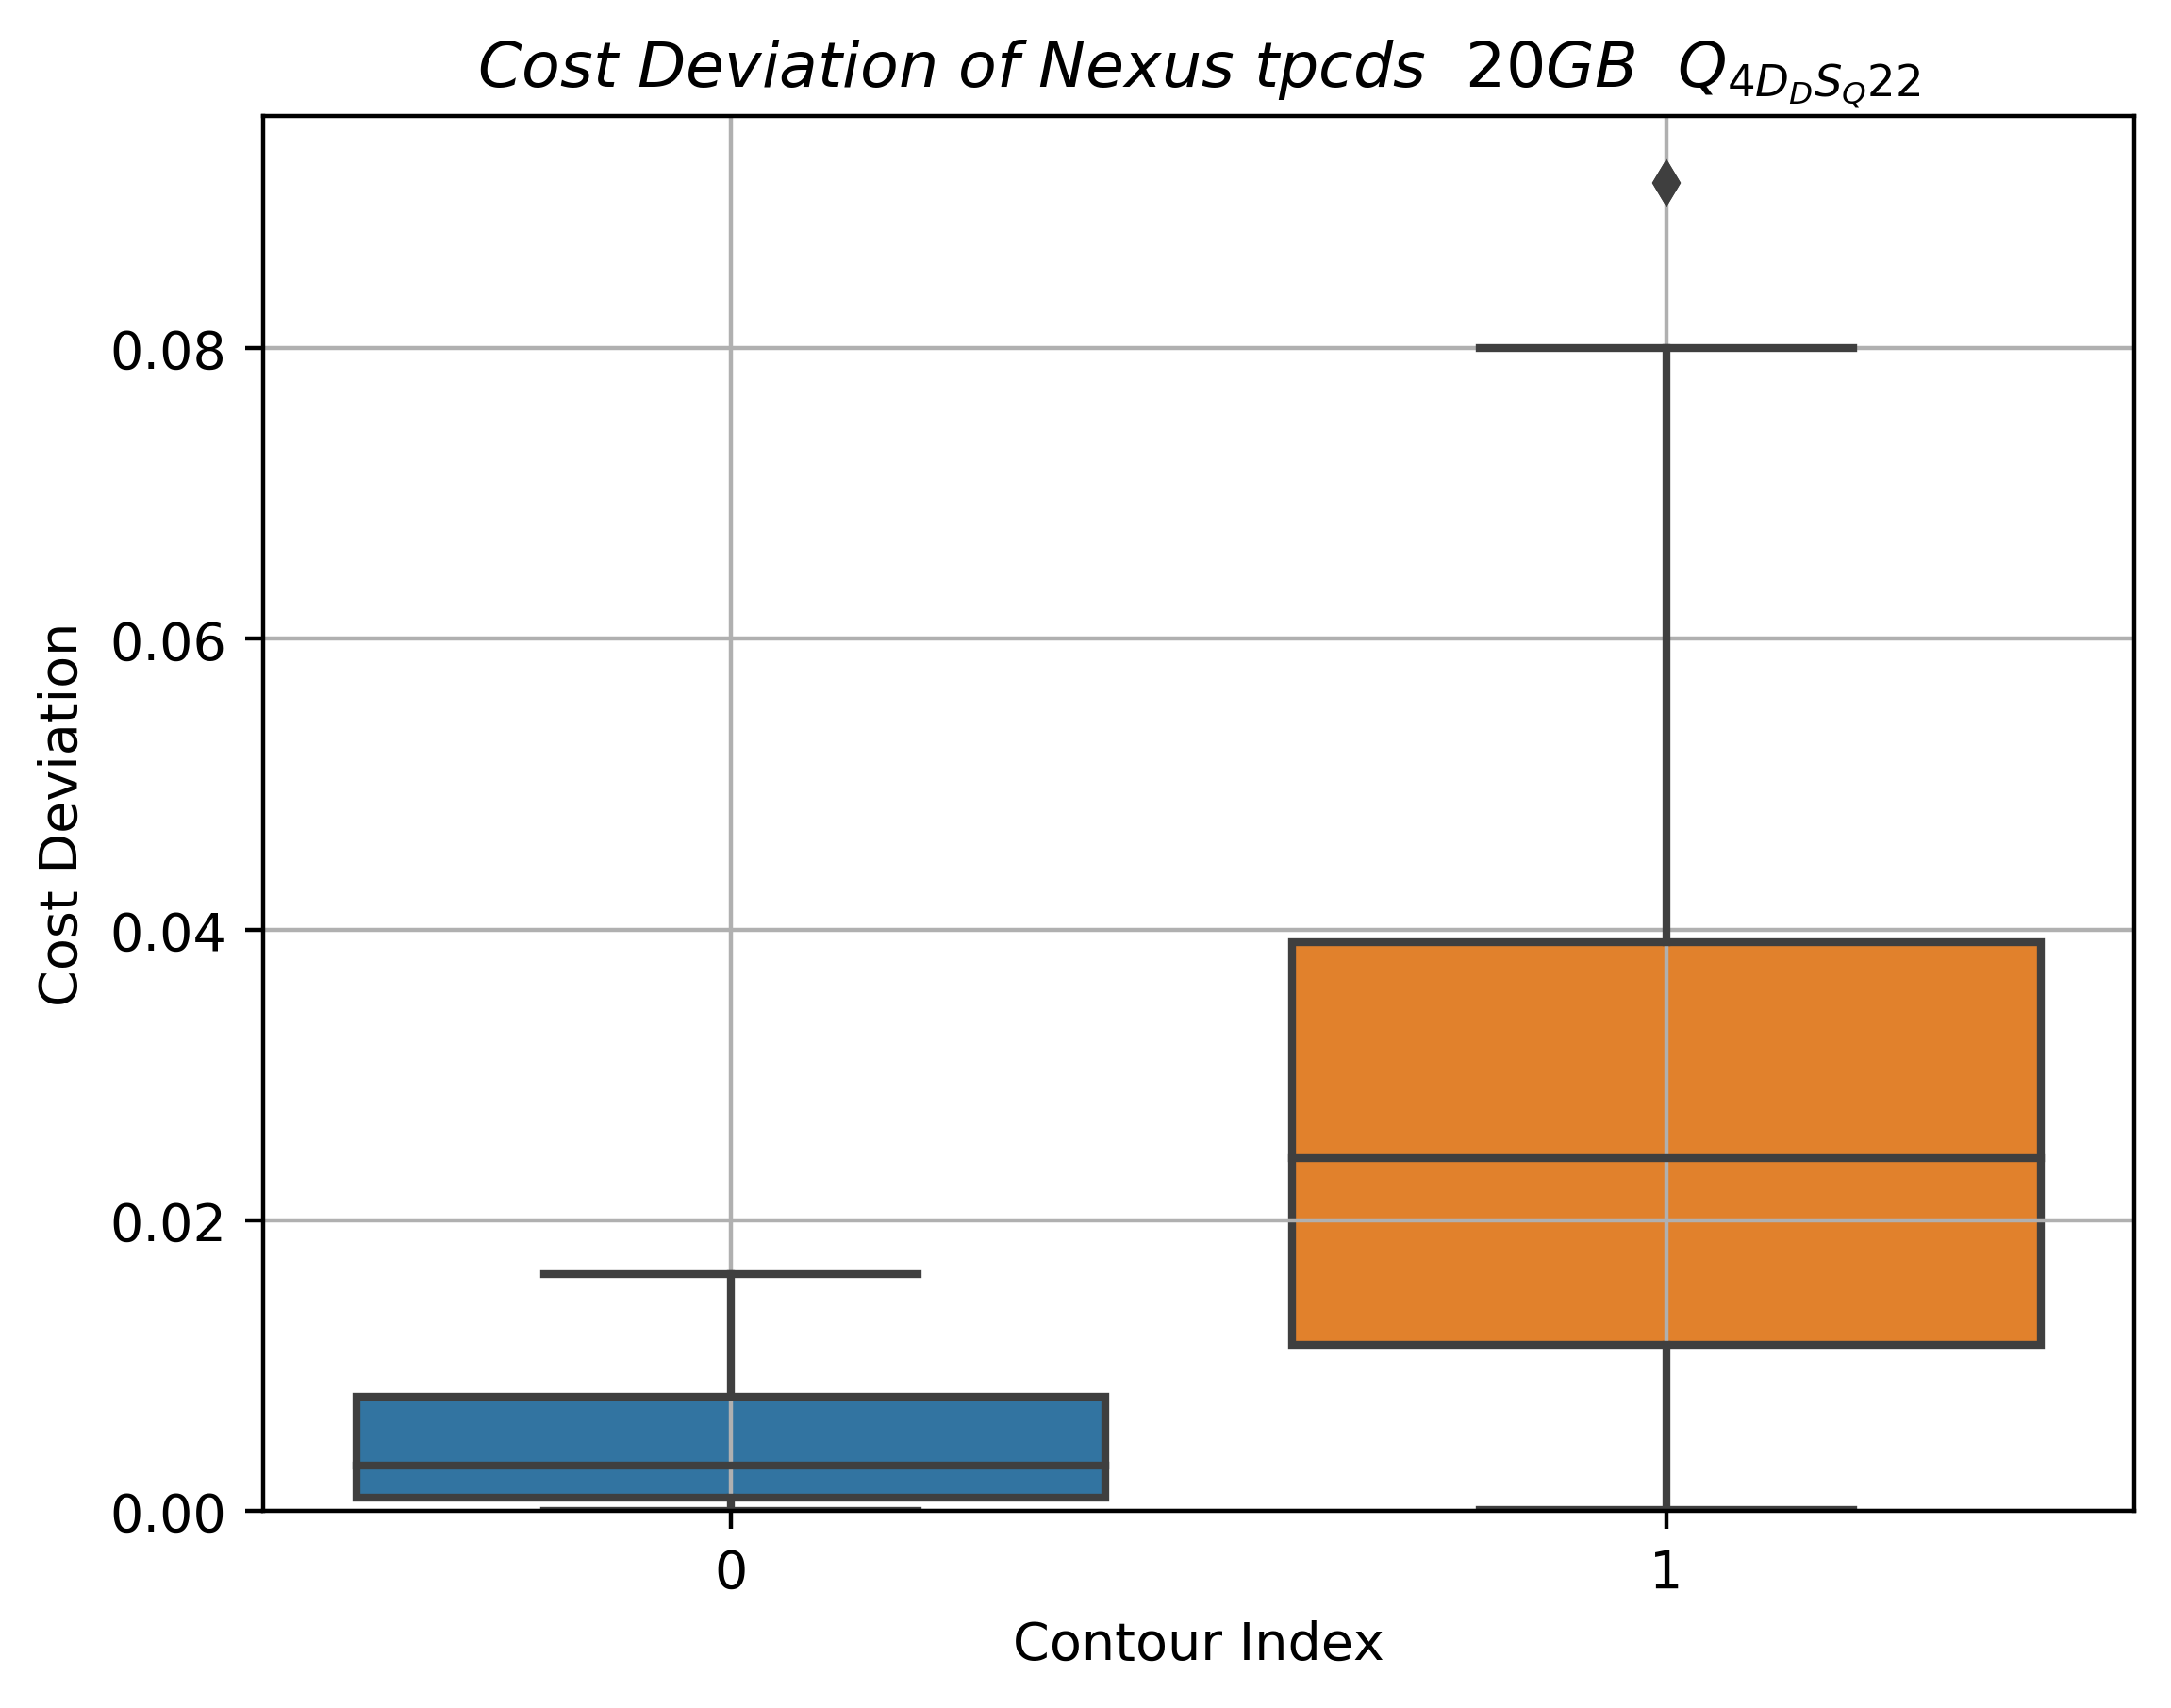 Cost Deviation of Nexus tpcds 20GB Q4DDSQ22
0.08
0.06
0.04
0.02
0.00
Cost Deviation
0 1
Contour Index